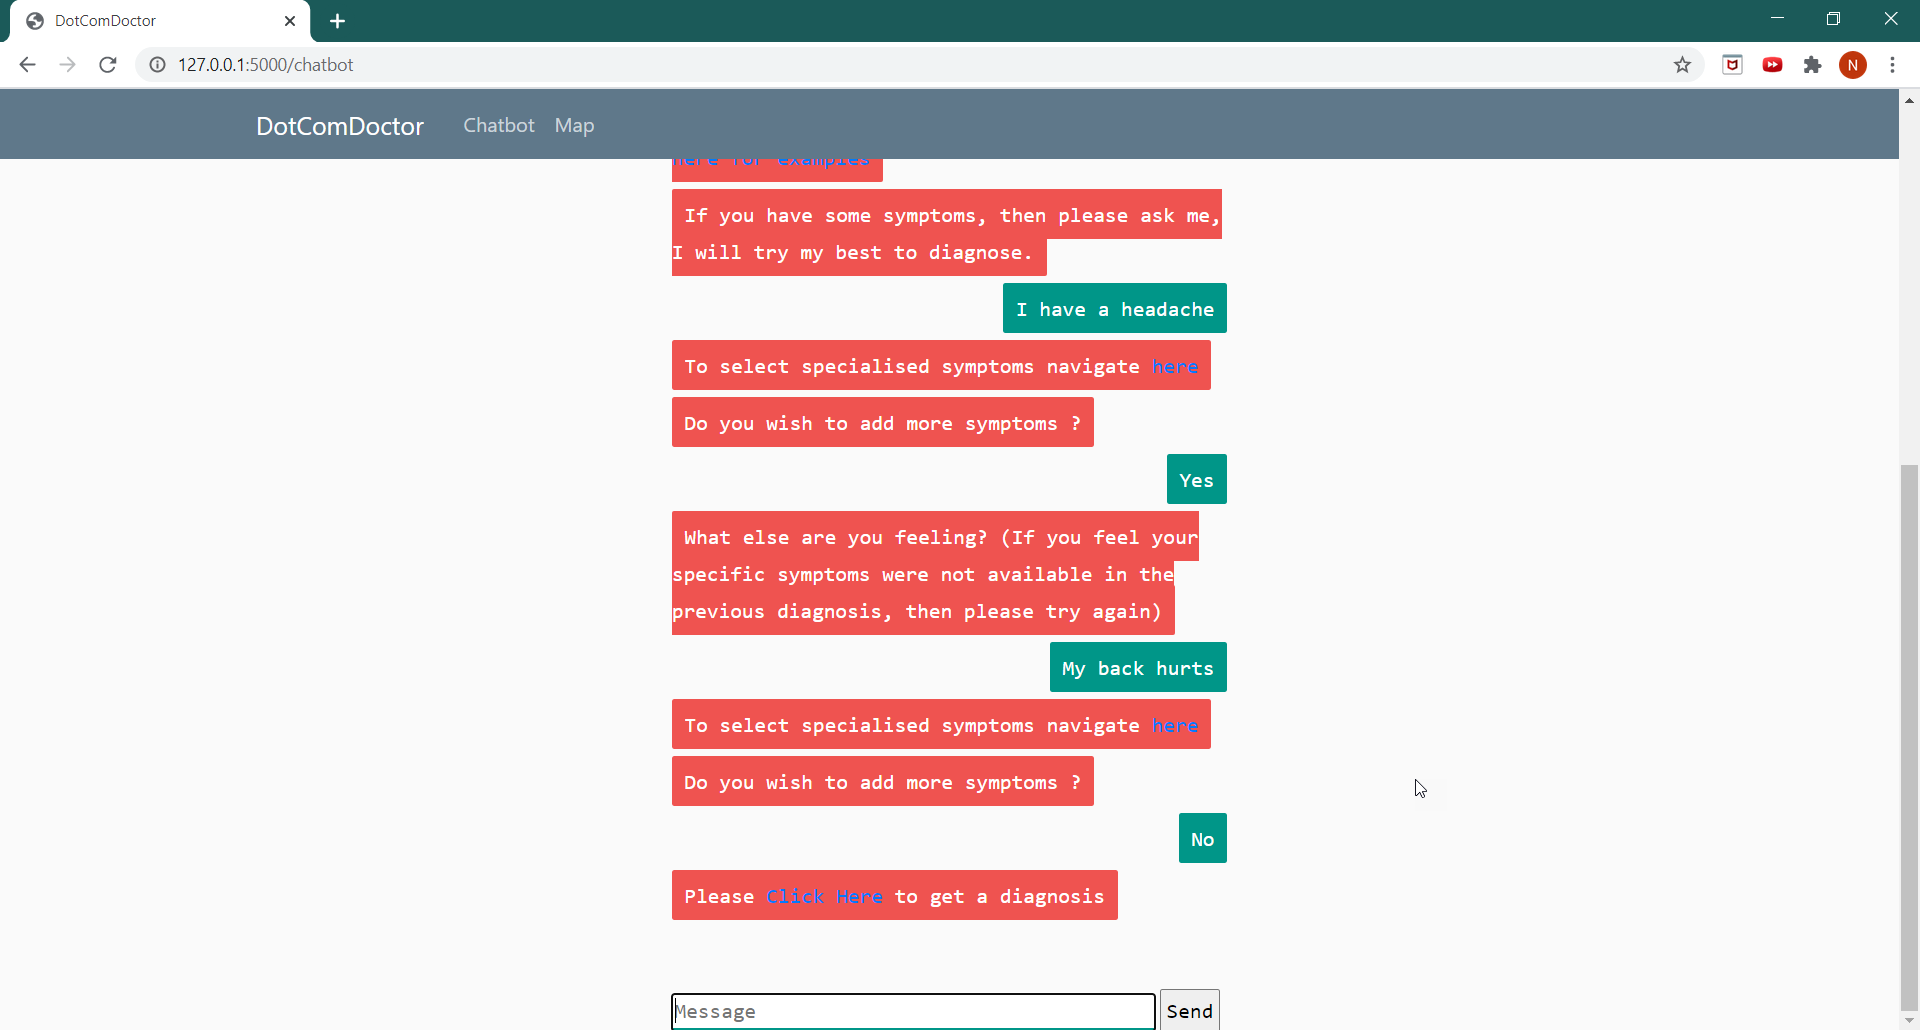 DotComDoctor
127.0.0.1:5000/chatbot
N
DotComDoctor Chatbot Map
here for examples
If you have some symptoms, then please ask me,
I will try my best to diagnose.
I have a headache
To select specialised symptoms navigate here
Do you wish to add more symptoms ?
Yes
What else are you feeling? (If you feel your
specific symptoms were not available in the
previous diagnosis, then please try again)
My back hurts
To select specialised symptoms navigate here
Do you wish to add more symptoms ?
No
Please Click Here to get a diagnosis
Message Send